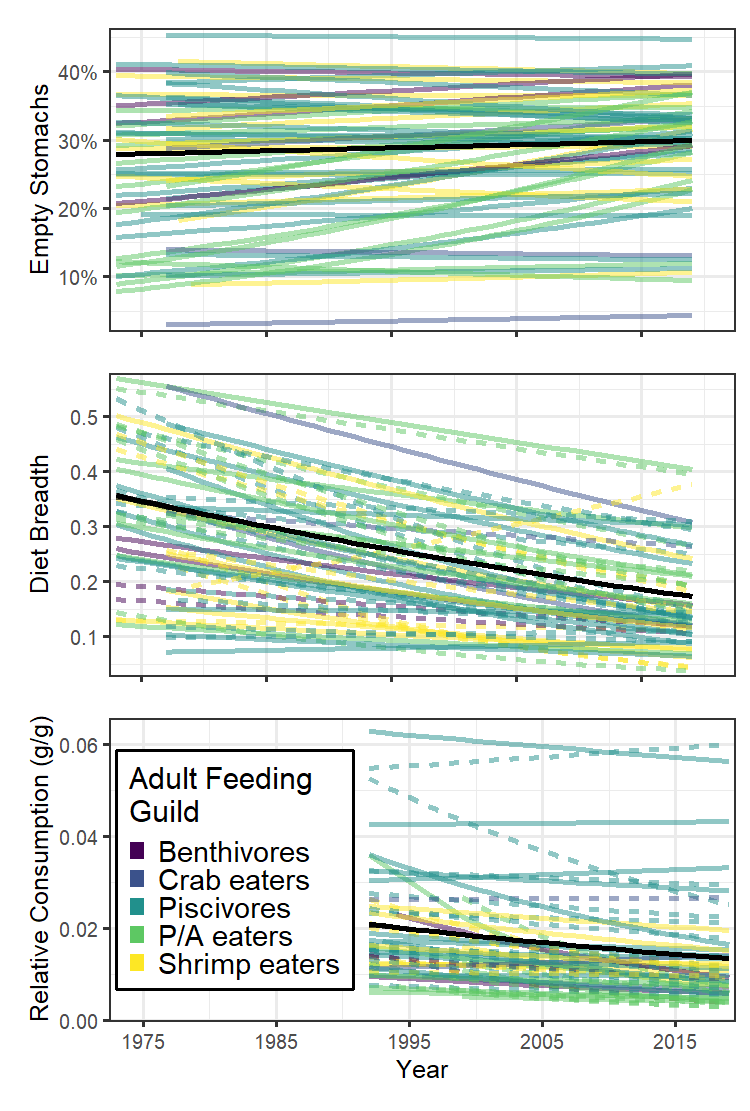 Empty Stomachs
40%
30%
20%
10%
Diet Breadth
0.5
0.4
0.3
0.2
0.1
Relative Consumption (g/g)
0.06
0.04
0.02
0.00
Adult Feeding
Guild
Benthivores
Crab eaters
Piscivores
P/A eaters
Shrimp eaters
1975 1985 1995 2005 2015
Year